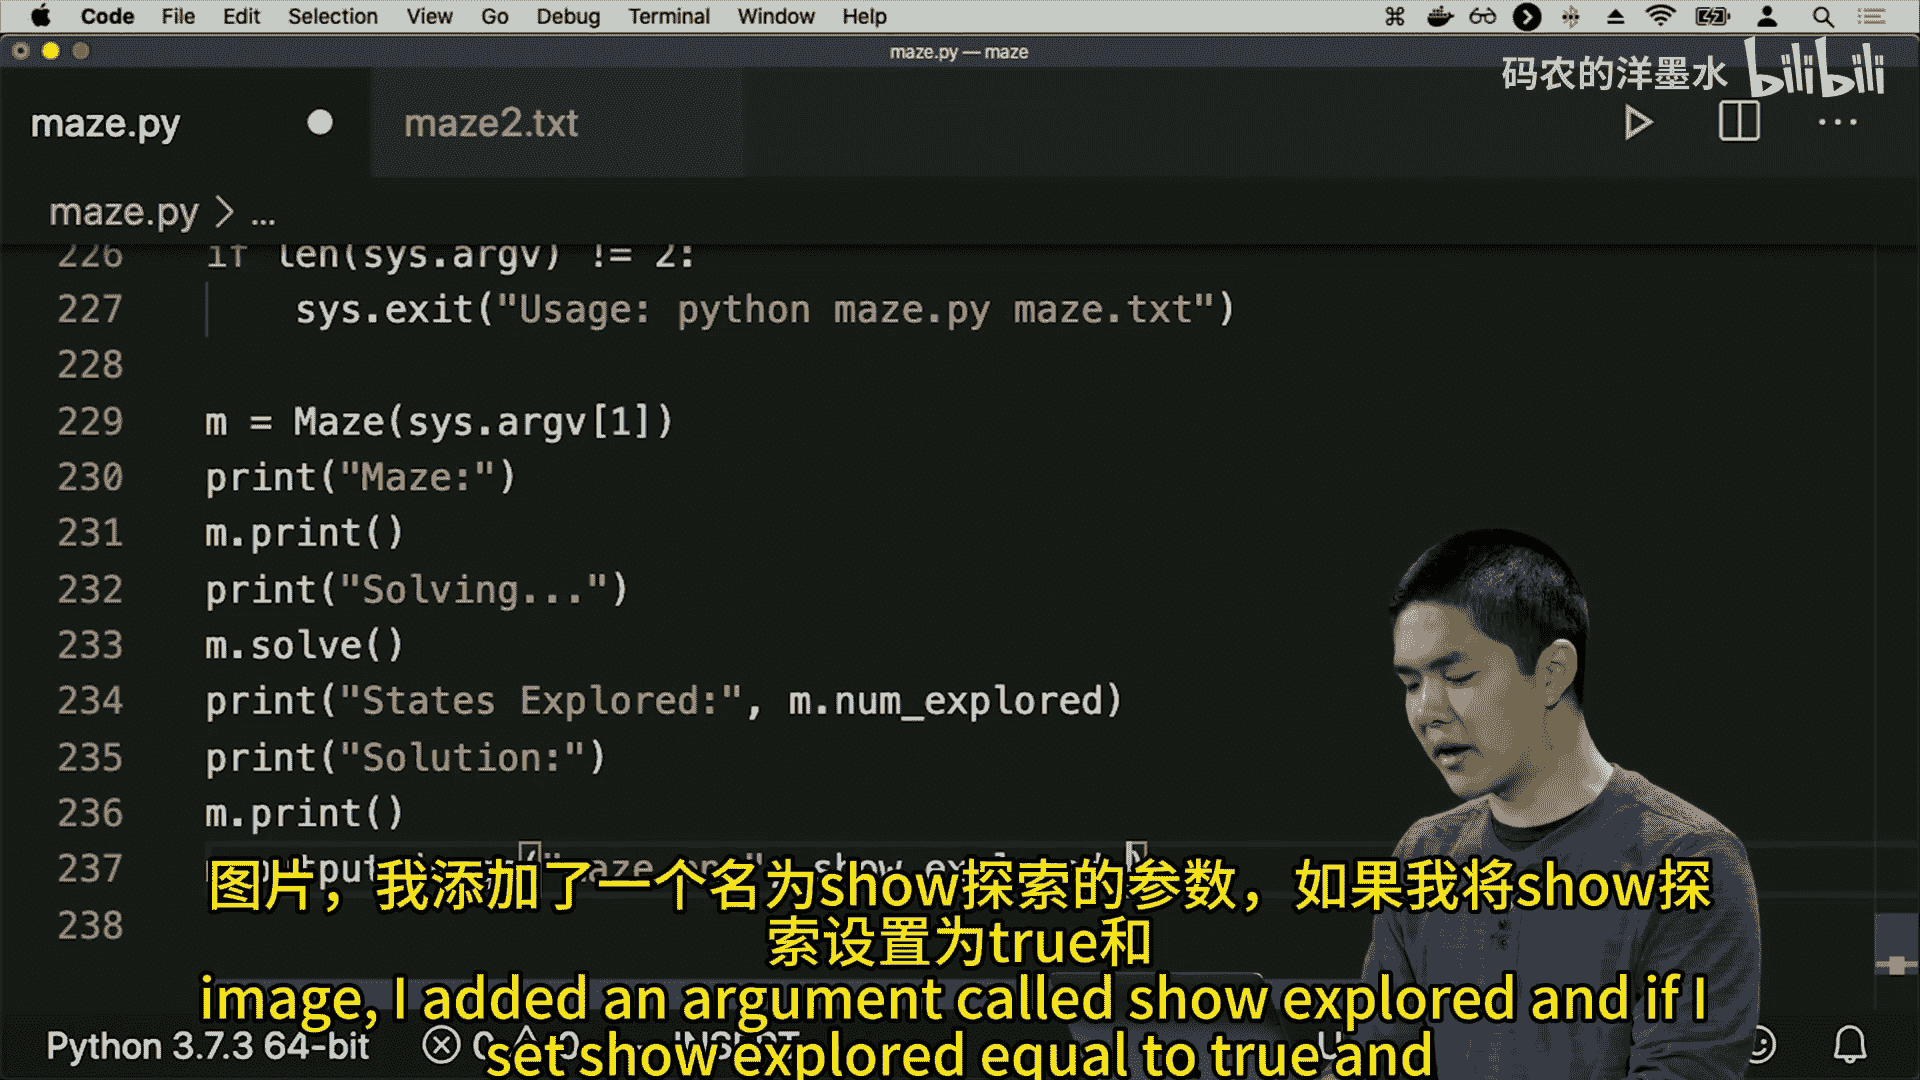 Code File Edit Selection View Go Debug Terminal Window Help
maze.py — maze
码农的洋墨水 bilibili
maze.py maze2.txt
maze.py > ...
226 if len(sys.argv) != 2:
227 sys.exit("Usage: python maze.py maze.txt")
228
229 m = Maze(sys.argv[1])
230 print("Maze:")
231 m.print()
232 print("Solving...")
233 m.solve()
234 print("States Explored:", m.num_explored)
235 print("Solution:")
236 m.print()
237
图片，我添加了一个名为show探索的参数，如果我将show探
238
索设置为true和
image, I added an argument called show explored and if I
Python 3.7.3 64-bit
set show explored equal to true and